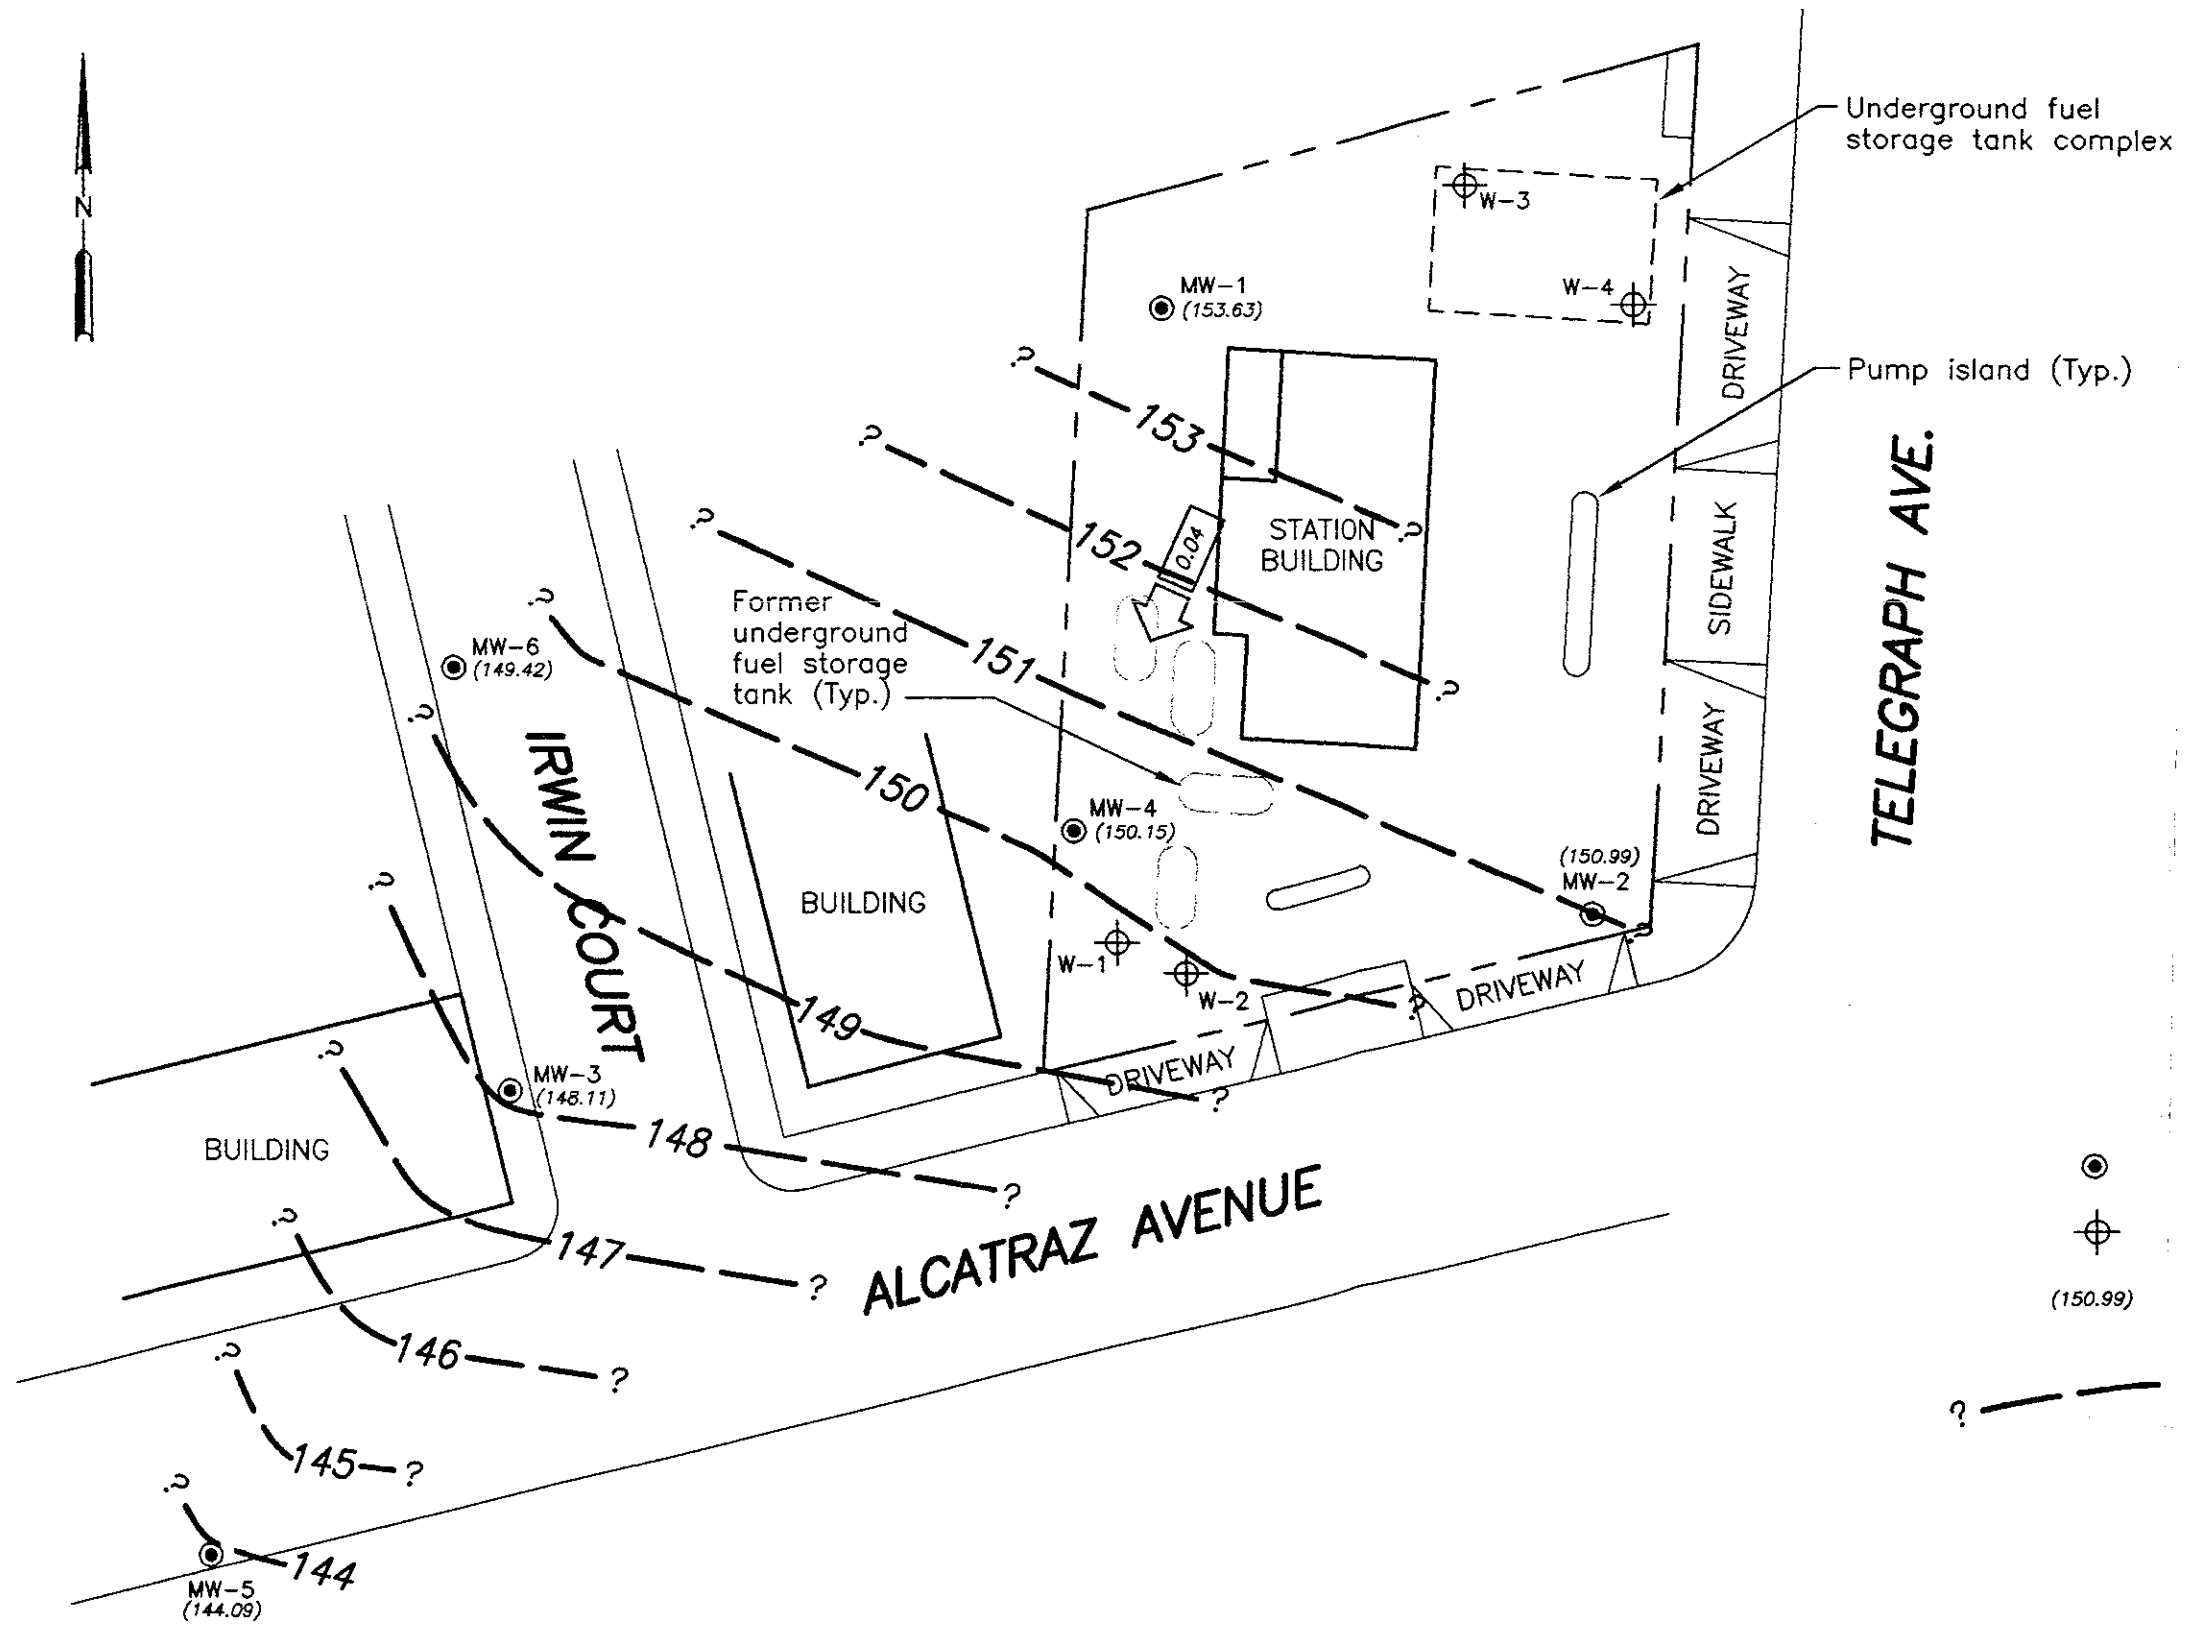 Underground fuel
storage tank complex
N
W-3
MW-1
(153.63)
W-4
DRIVEWAY
?
Pump island (Typ.)
153
?
?
152
0.04
STATION
BUILDING
?
SIDEWALK
TELEGRAPH AVE.
?
151
?
Former
underground
fuel storage
tank (Typ.)
MW-6
(149.42)
?
DRIVEWAY
?
IRWIN COURT
150
MW-4
(150.15)
(150.99)
MW-2
?
?
BUILDING
W-1
W-2
?
DRIVEWAY
149
DRIVEWAY
?
?
MW-3
(148.11)
148
?
BUILDING
ALCATRAZ AVENUE
147
?
?
146
?
(150.99)
?
145
?
?
?
144
MW-5
(144.09)